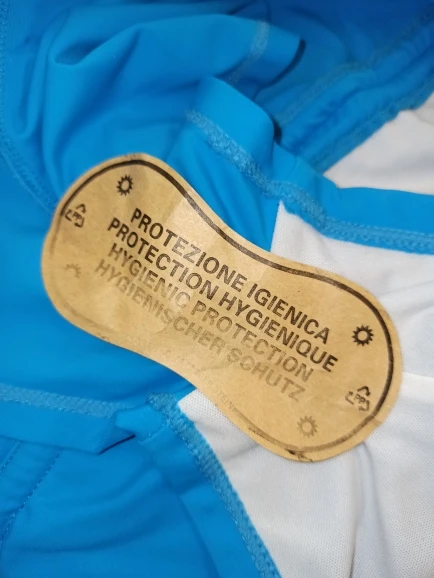 PROTEZIONE IGIENICA
PROTECTION HYGIENIQUE
HYGIENIC PROTECTION
HYGIENISCHER SCHUTZ